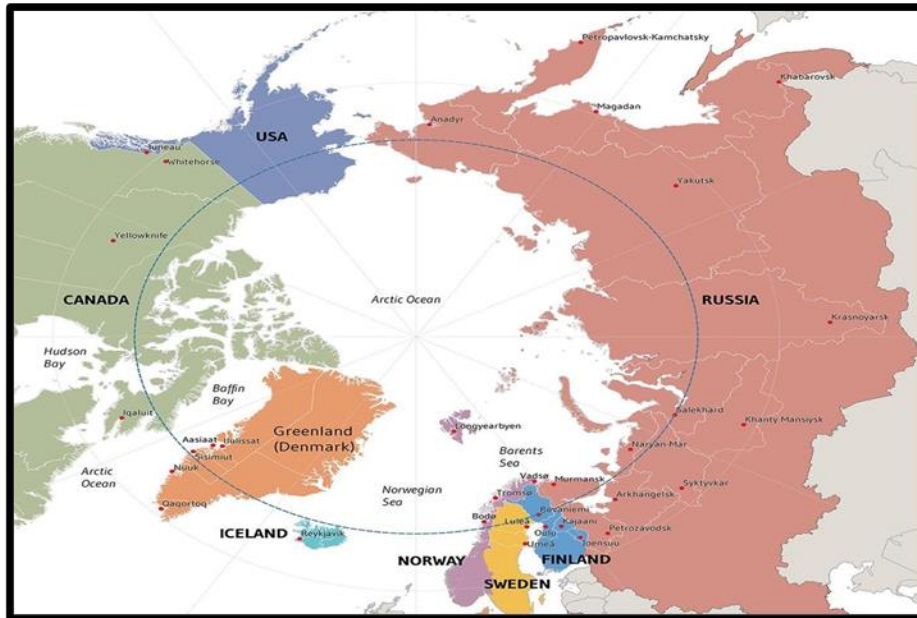 Petropavlovsk-Kamchatsky
Khabarovsk
Magadan
Anadyr
USA
Juneau
Whitehorse
Yakutsk
Yellowknife
CANADA
Arctic Ocean
RUSSIA
Krasnoyarsk
Hudson
Bay
Baffin
Bay
Iqaluit
Salekhard
Khanty Mansiysk
Greenland
(Denmark)
Longyearbyen
Aasiaat
Ilulissat
Sisimiut
Nuuk
Naryan-Mar
Barents
Sea
Arctic
Ocean
Vadsø
Murmansk
Syktyvkar
Norwegian
Sea
Tromsø
Arkhangelsk
Qaqortoq
Rovaniemi
Bodø
Luleå
Kajaani
Oulu
Petrozavodsk
ICELAND
Reykjavik
Umeå
Joensuu
NORWAY
FINLAND
SWEDEN